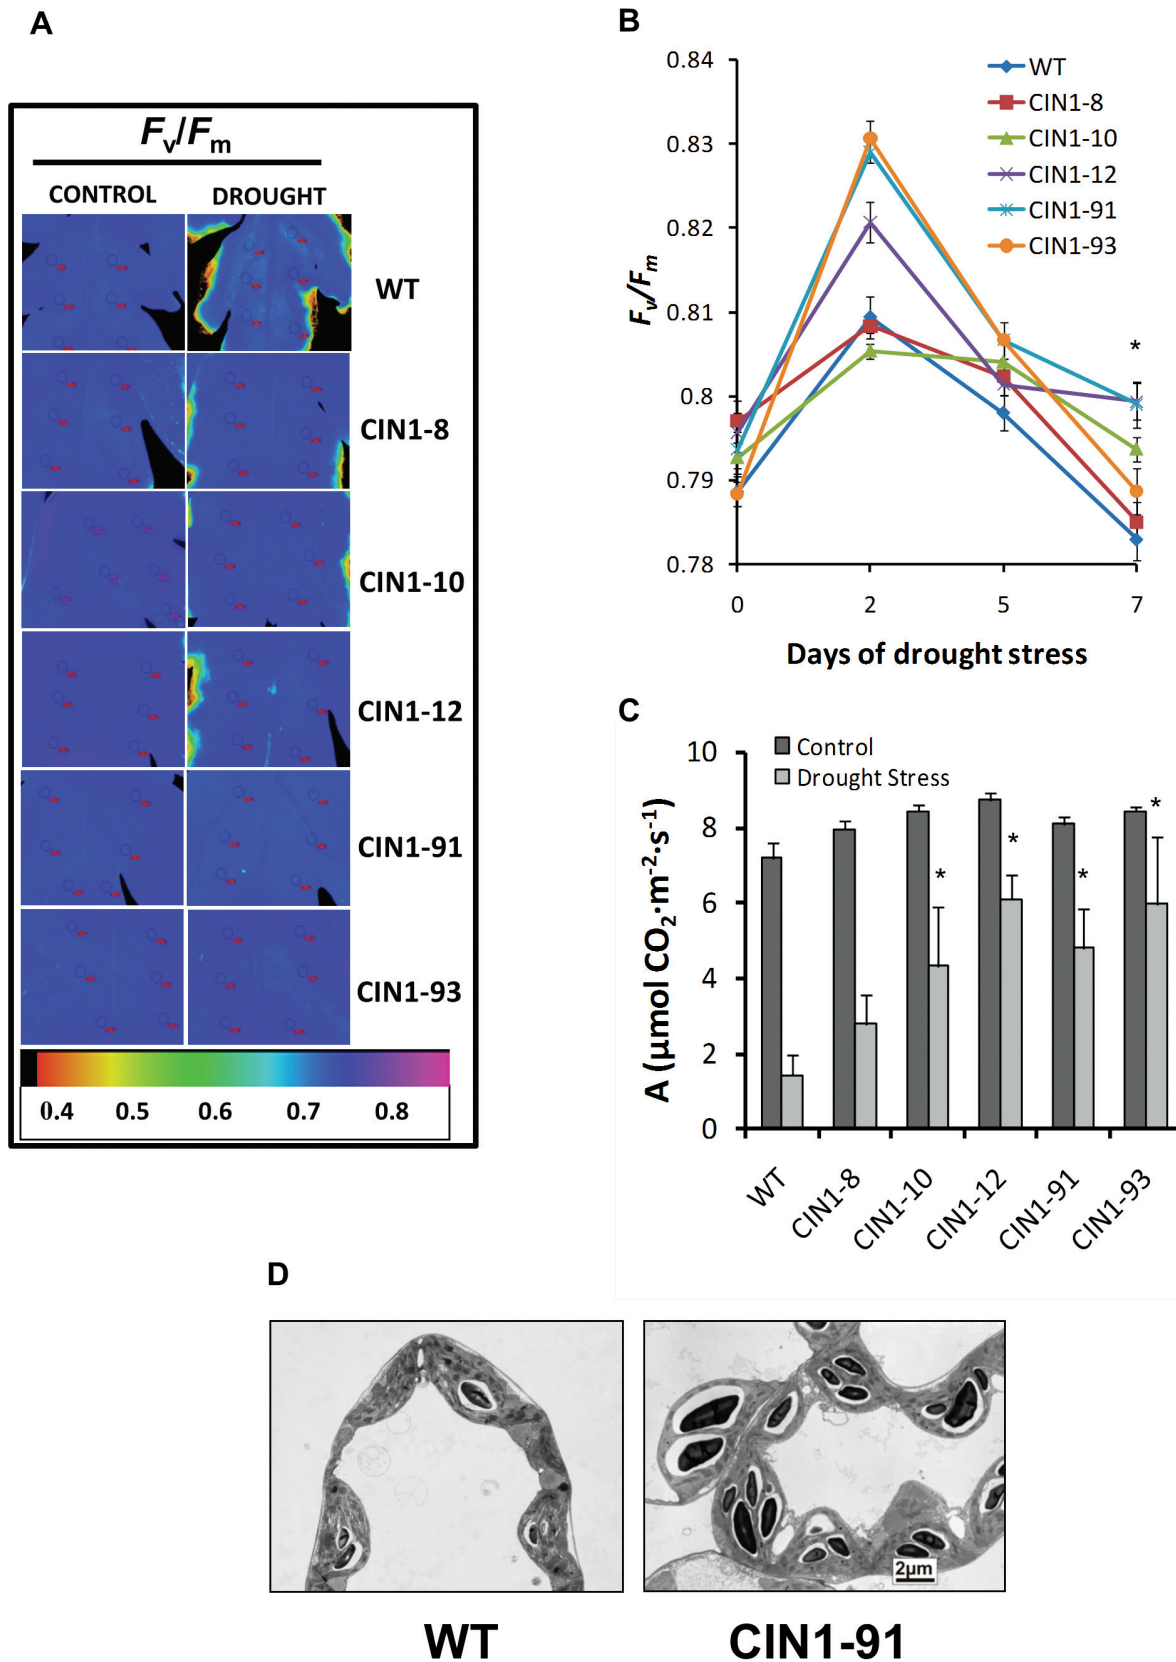 A
Fv/Fm
CONTROL DROUGHT
WT
CIN1-8
CIN1-10
CIN1-12
CIN1-91
CIN1-93
0.4 0.5 0.6 0.7 0.8
B
0.84
0.83
0.82
0.81
0.8
0.79
0.78
Fv/Fm
WT
CIN1-8
CIN1-10
CIN1-12
CIN1-91
CIN1-93
*
0 2 5 7
Days of drought stress
C
Control
Drought Stress
10
8
6
4
2
0
A (μmol CO₂·m⁻²·s⁻¹)
* * * *
WT CIN1-8 CIN1-10 CIN1-12 CIN1-91 CIN1-93
D
2μm
WT CIN1-91